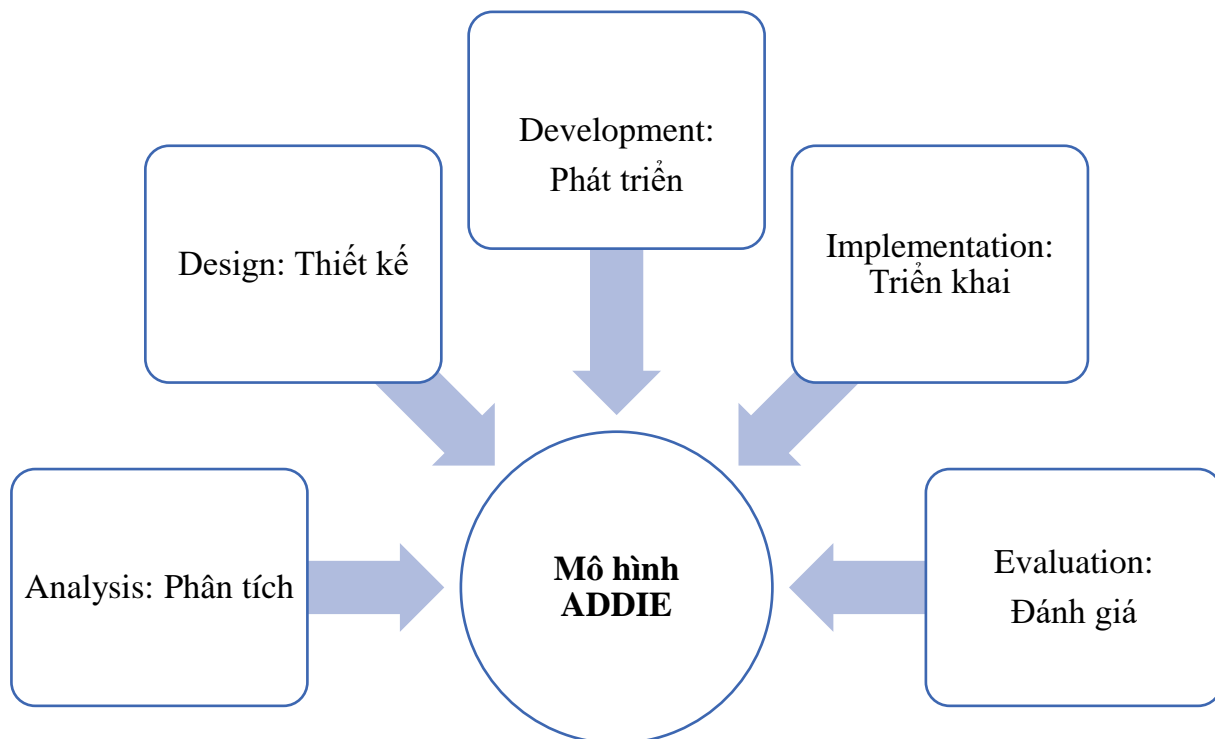 Development:
Phát triển
Design: Thiết kế
Implementation:
Triển khai
Analysis: Phân tích
Mô hình
ADDIE
Evaluation:
Đánh giá